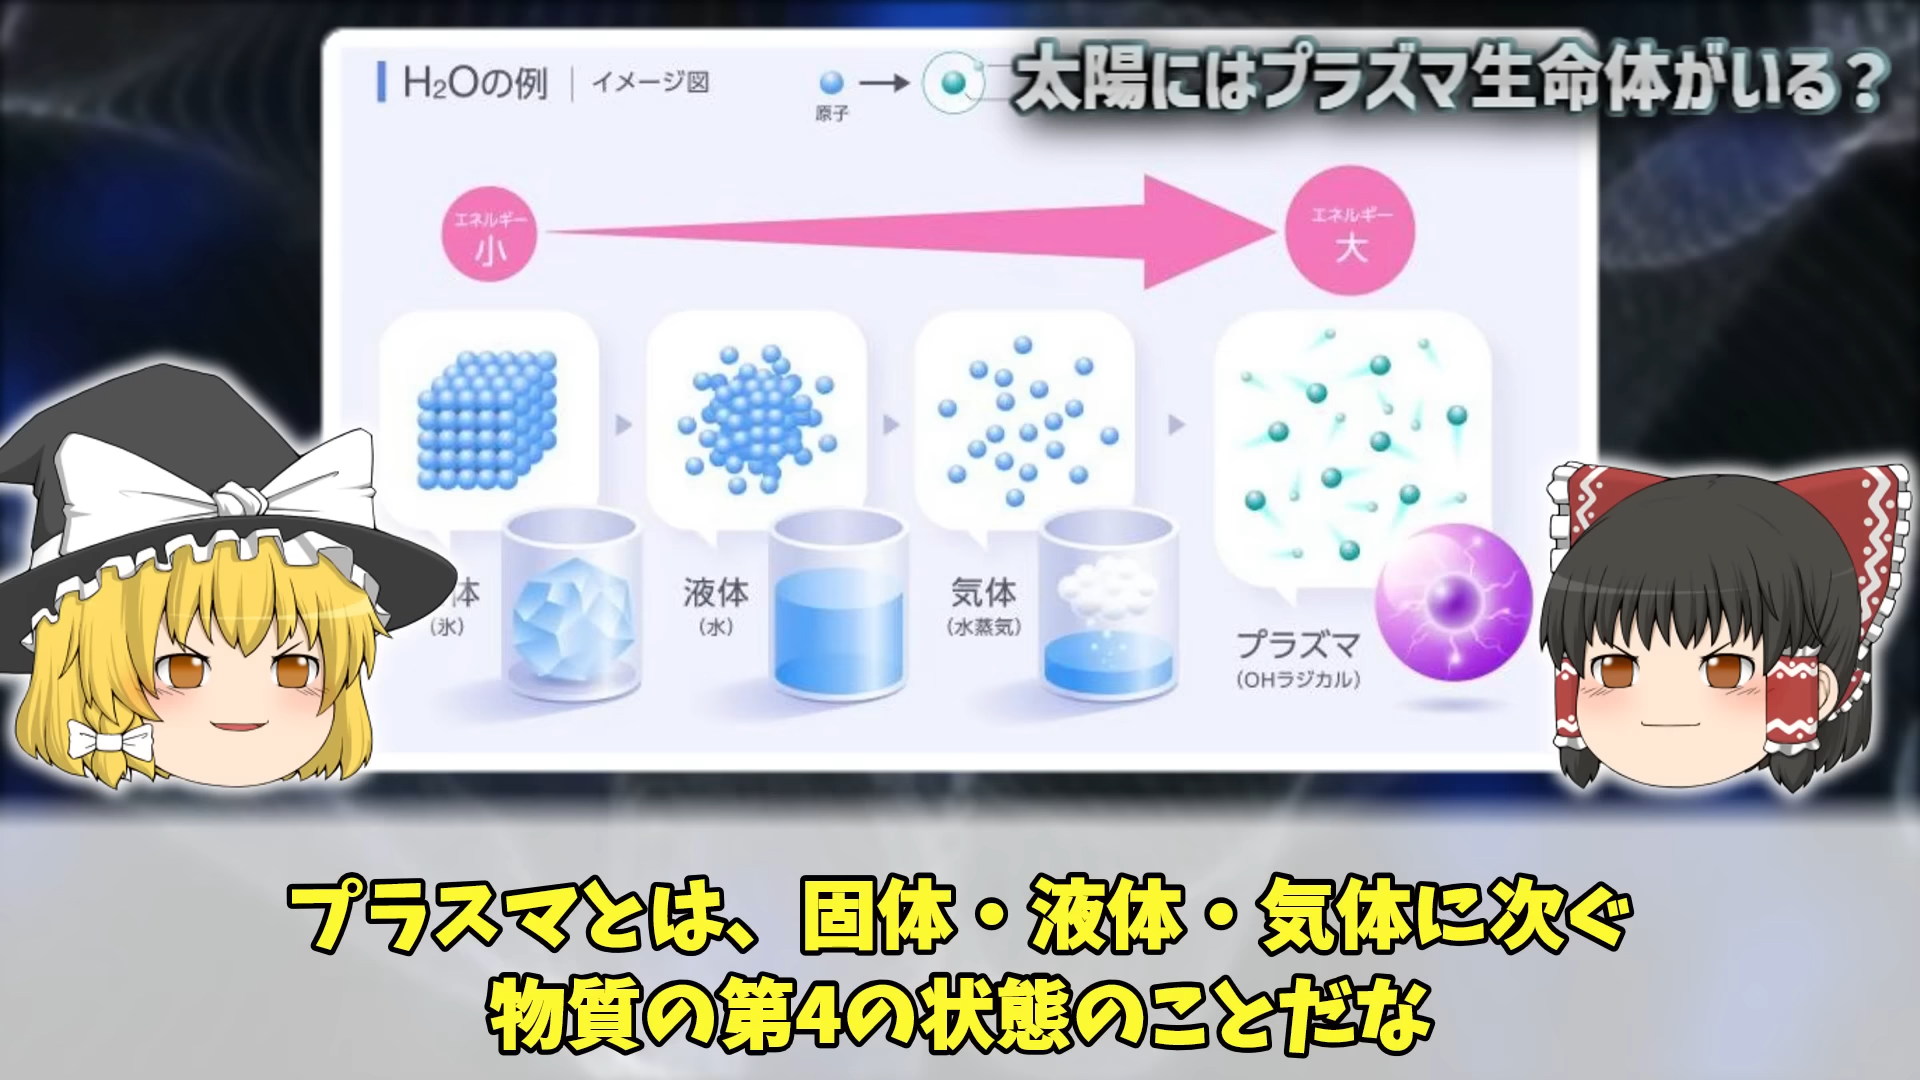 H₂Oの例 イメージ図
原子
太陽にはプラズマ生命体がいる？
エネルギー
小
エネルギー
大
体
(氷)
液体
(水)
気体
(水蒸気)
プラズマ
(OHラジカル)
プラズマとは、固体・液体・気体に次ぐ
物質の第4の状態のことだな